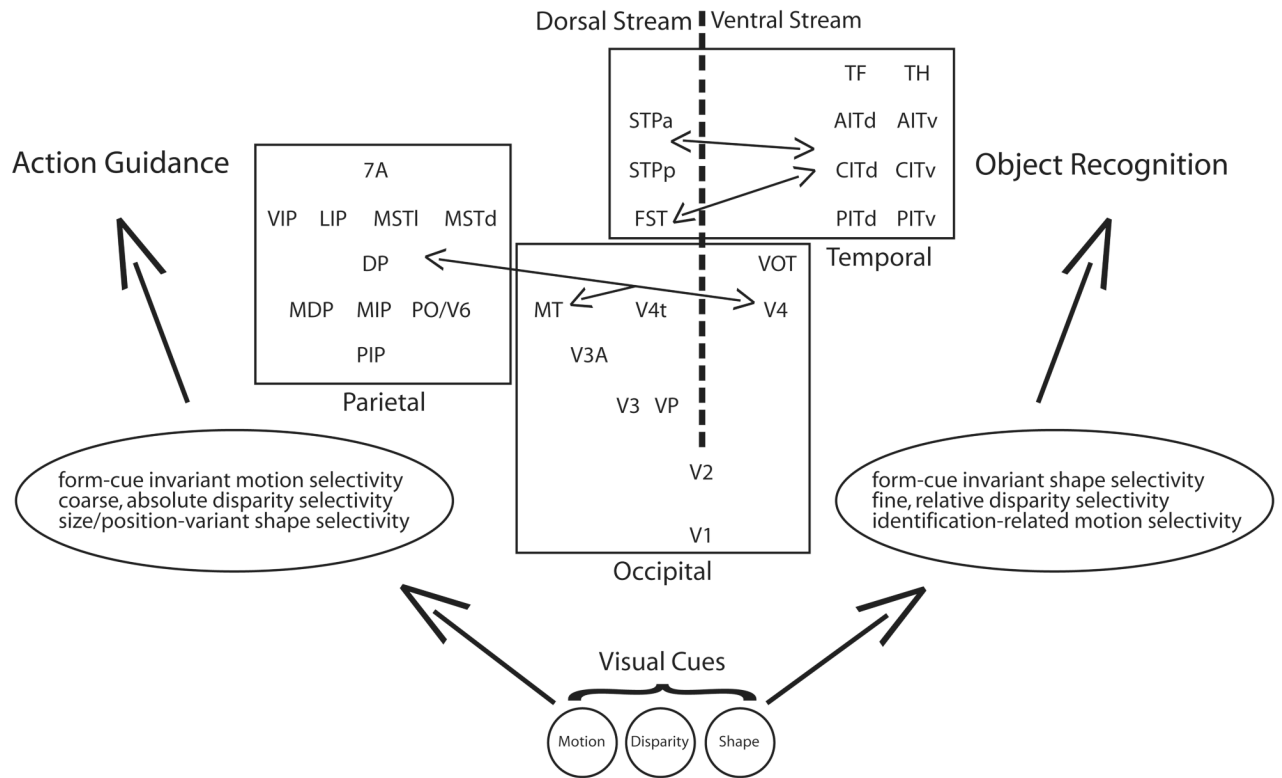 Dorsal Stream Ventral Stream
TF TH
STPa AITd AITv
Action Guidance
7A
STPp CITd CITv
Object Recognition
VIP LIP MSTl MSTd
FST PITd PITv
DP
VOT
Temporal
MDP MIP PO/V6
MT V4t V4
PIP
V3A
Parietal
V3 VP
form-cue invariant motion selectivity
coarse, absolute disparity selectivity
size/position-variant shape selectivity
V2
form-cue invariant shape selectivity
fine, relative disparity selectivity
identification-related motion selectivity
V1
Occipital
Visual Cues
Motion Disparity Shape